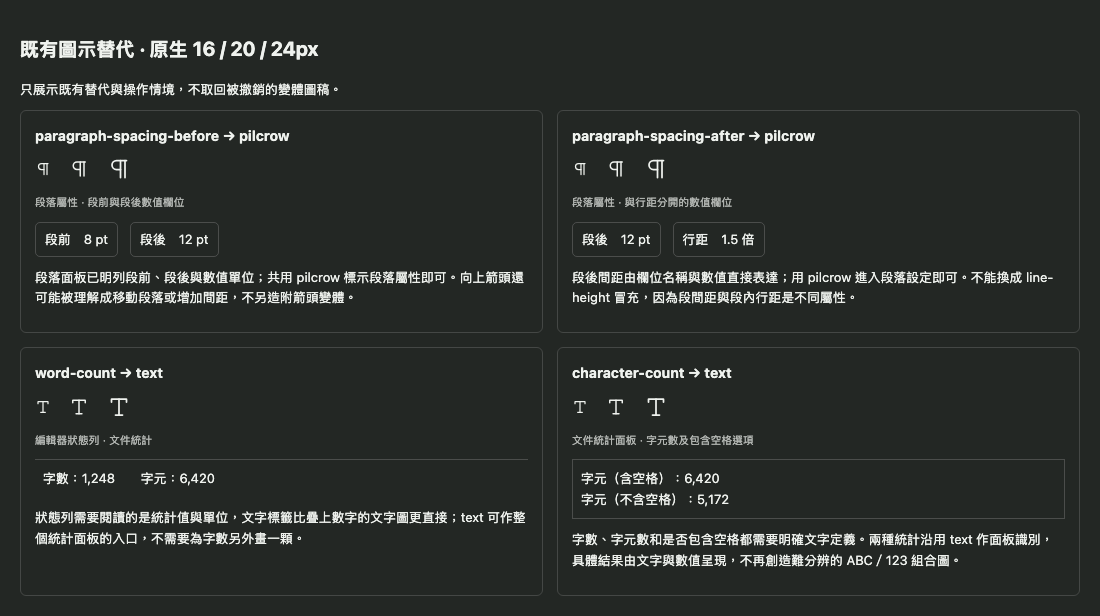 既有圖示替代 · 原生 16 / 20 / 24px
只展示既有替代與操作情境，不取回被撤銷的變體圖稿。
paragraph-spacing-before → pilcrow
¶ ¶ ¶
段落屬性 · 段前與段後數值欄位
段前 8 pt 段後 12 pt
段落面板已明列段前、段後與數值單位；共用 pilcrow 標示段落屬性即可。向上箭頭還
可能被理解成移動段落或增加間距，不另造附箭頭變體。
paragraph-spacing-after → pilcrow
¶ ¶ ¶
段落屬性 · 與行距分開的數值欄位
段後 12 pt 行距 1.5 倍
段後間距由欄位名稱與數值直接表達；用 pilcrow 進入段落設定即可。不能換成 line-
height 冒充，因為段間距與段內行距是不同屬性。
word-count → text
T T T
編輯器狀態列 · 文件統計
字數：1,248 字元：6,420
狀態列需要閱讀的是統計值與單位，文字標籤比疊上數字的文字圖更直接；text 可作整
個統計面板的入口，不需要為字數另外畫一顆。
character-count → text
T T T
文件統計面板 · 字元數及包含空格選項
字元（含空格）：6,420
字元（不含空格）：5,172
字數、字元數和是否包含空格都需要明確文字定義。兩種統計沿用 text 作面板識別，
具體結果由文字與數值呈現，不再創造難分辨的 ABC / 123 組合圖。